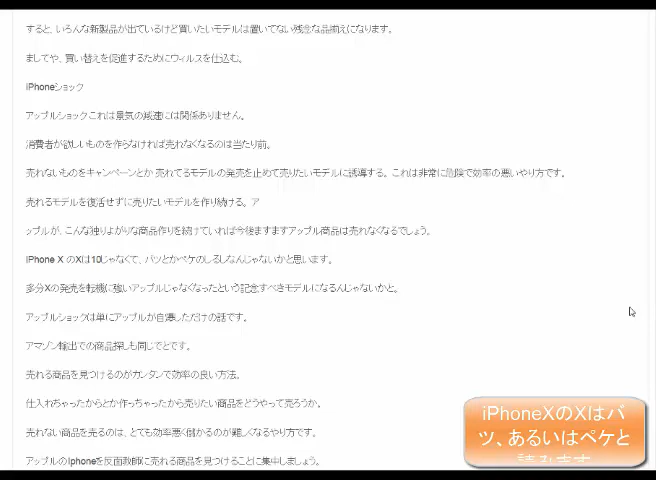 すると、いろんな新製品が出ているけど買いたいモデルは置いてない残念な品揃えになります。
ましてや、買い替えを促進するためにウィルスを仕込む。
iPhoneショック
アップルショックこれは景気の減速には関係ありません。
消費者が欲しいものを作らなければ売れなくなるのは当たり前。
売れないものをキャンペーンとか 売れてるモデルの発売を止めて売りたいモデルに誘導する。これは非常に危険で効率の悪いやり方です。
売れるモデルを復活せずに売りたいモデルを作り続ける。ア
ップルが、こんな独りよがりな商品作りを続けていれば今後ますますアップル商品は売れなくなるでしょう。
iPhone X のXは10じゃなくて、バツとかペケのしるしなんじゃないかと思います。
多分Xの発売を転機に強いアップルじゃなくなったという記念すべきモデルになるんじゃないかと。
アップルショックは単にアップルが自爆しただけの話です。
アマゾン輸出での商品探しも同じでとです。
売れる商品を見つけるのがカンタンで効率の良い方法。
仕入れちゃったからとか作っちゃったから売りたい商品をどうやって売ろうか。
売れない商品を売るのは、とても効率悪く儲かるのが難しくなるやり方です。
アップルのiphoneを反面教師に売れる商品を見つけることに集中しましょう。
iPhoneXのXはバ
ツ、あるいはペケと
読みます